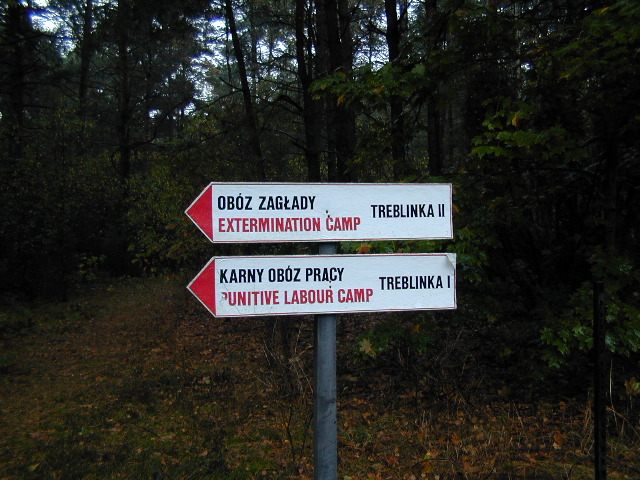 OBÓZ ZAGŁADY
EXTERMINATION CAMP
TREBLINKA II
KARNY OBÓZ PRACY
PUNITIVE LABOUR CAMP
TREBLINKA I